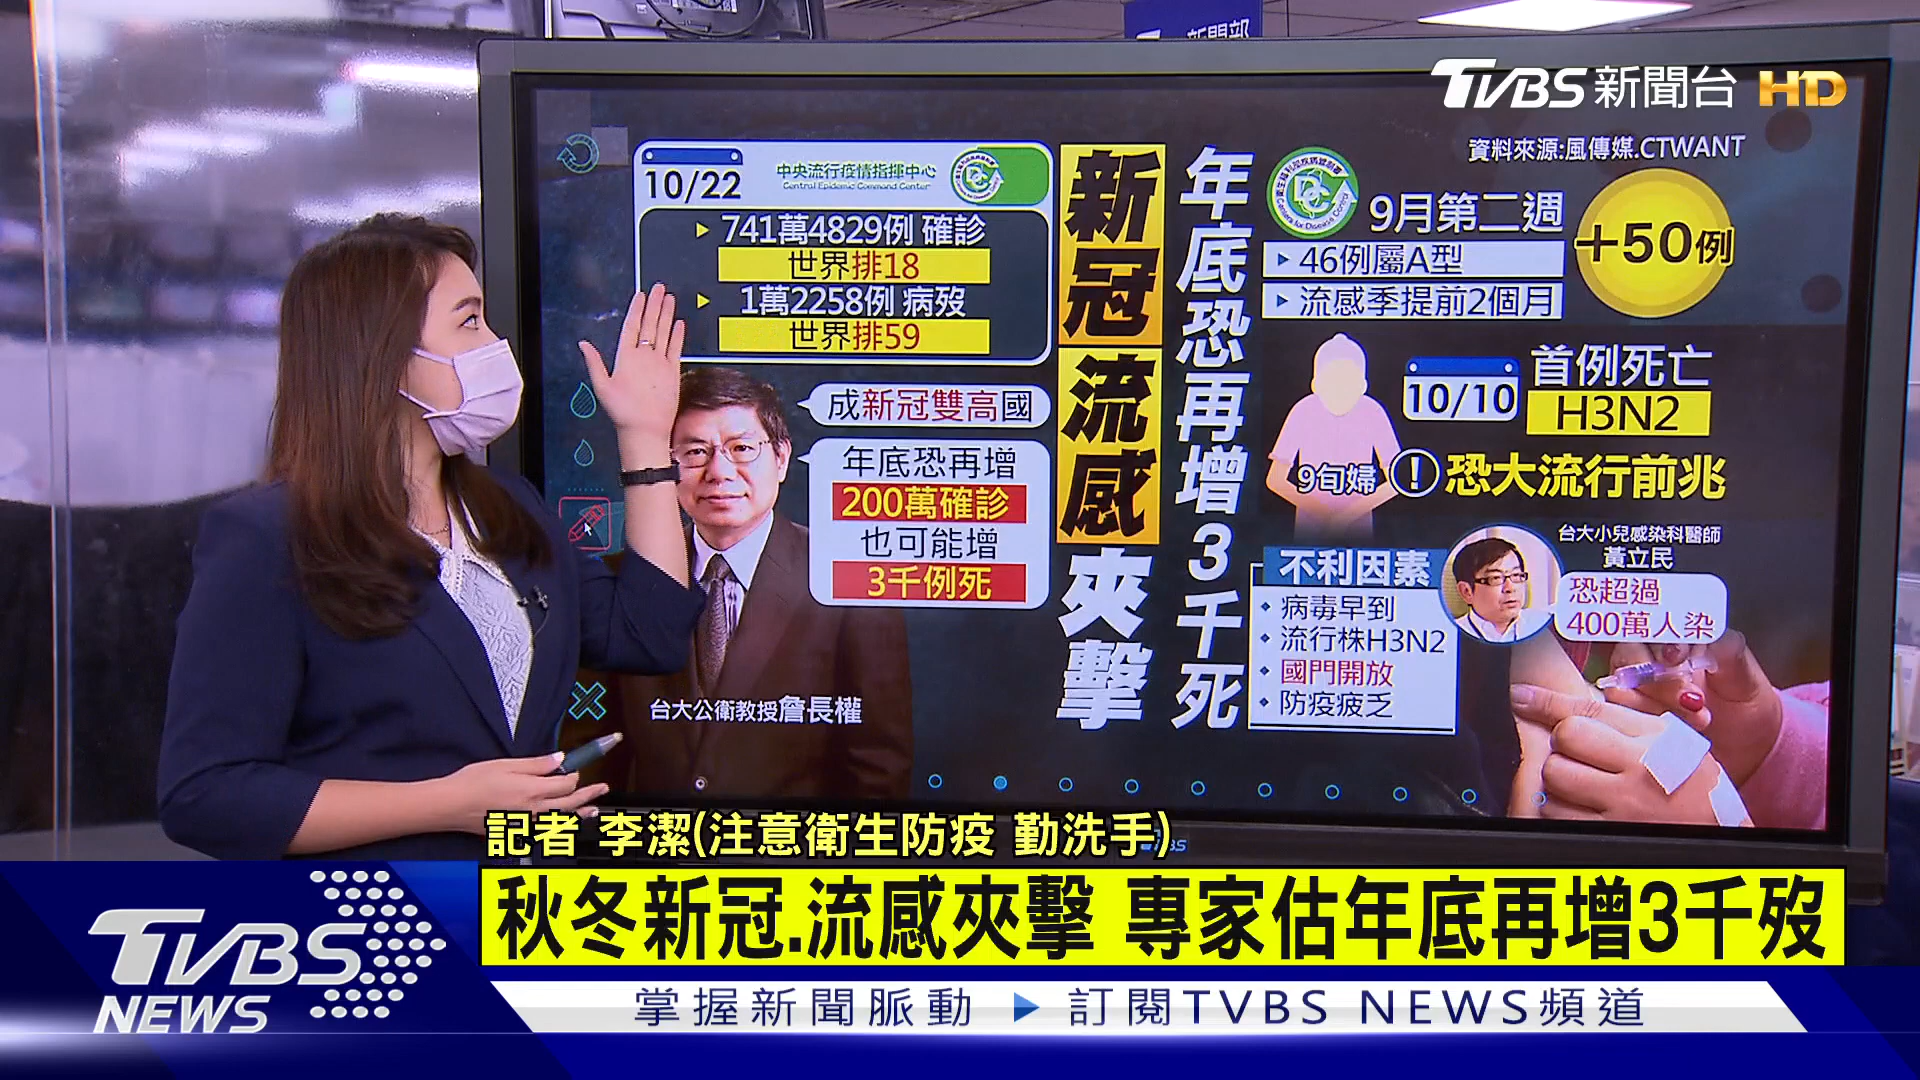 新聞部
TVBS新聞台 HD
資料來源:風傳媒.CTWANT
10/22
中央流行疫情指揮中心
Central Epidemic Command Center
741萬4829例 確診
世界排18
1萬2258例 病歿
世界排59
成新冠雙高國
年底恐再增
200萬確診
也可能增
3千例死
台大公衛教授詹長權
新冠流感夾擊
年底恐再增3千死
CDC
9月第二週
+50例
46例屬A型
流感季提前2個月
10/10
首例死亡
H3N2
9旬婦
! 恐大流行前兆
不利因素
病毒早到
流行株H3N2
國門開放
防疫疲乏
台大小兒感染科醫師
黃立民
恐超過
400萬人染
TVBS
記者 李潔(注意衛生防疫 勤洗手)
秋冬新冠.流感夾擊 專家估年底再增3千歿
TVBS
NEWS
掌握新聞脈動 ▶ 訂閱TVBS NEWS頻道